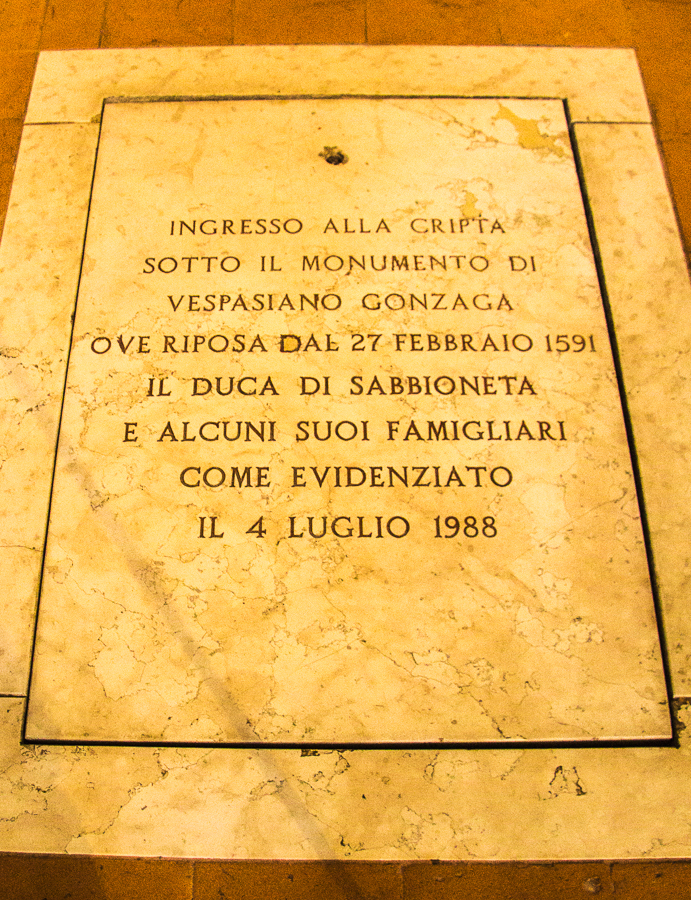 INGRESSO ALLA CRIPTA
SOTTO IL MONUMENTO DI
VESPASIANO GONZAGA
OVE RIPOSA DAL 27 FEBBRAIO 1591
IL DUCA DI SABBIONETA
E ALCUNI SUOI FAMIGLIARI
COME EVIDENZIATO
IL 4 LUGLIO 1988